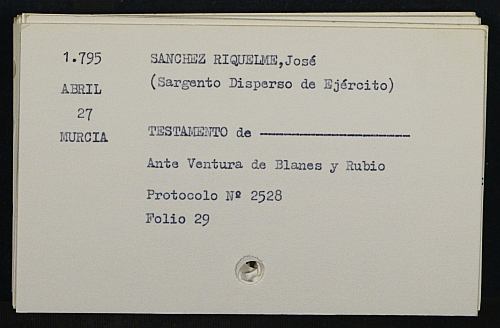 1.795 SANCHEZ RIQUELME,José
ABRIL (Sargento Disperso de Ejército)
27
MURCIA TESTAMENTO de ----------------------
Ante Ventura de Blanes y Rubio
Protocolo Nº 2528
Folio 29